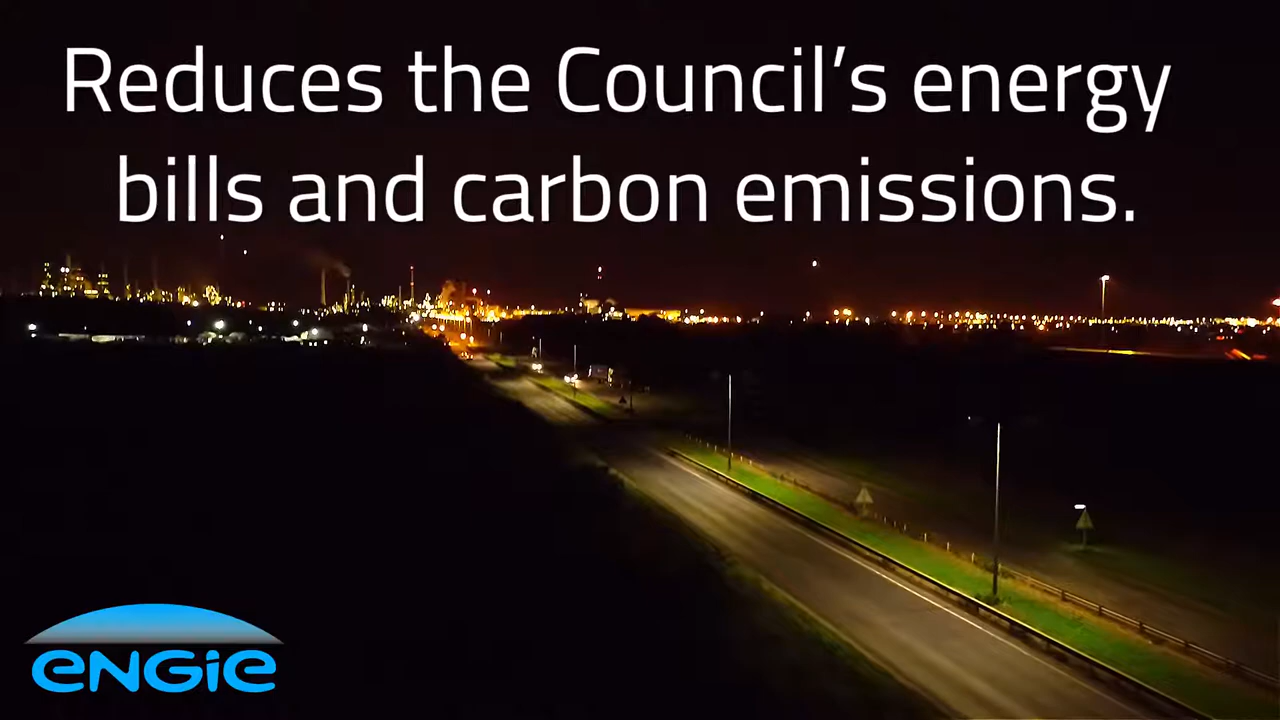 Reduces the Council's energy
bills and carbon emissions.
ENGIE